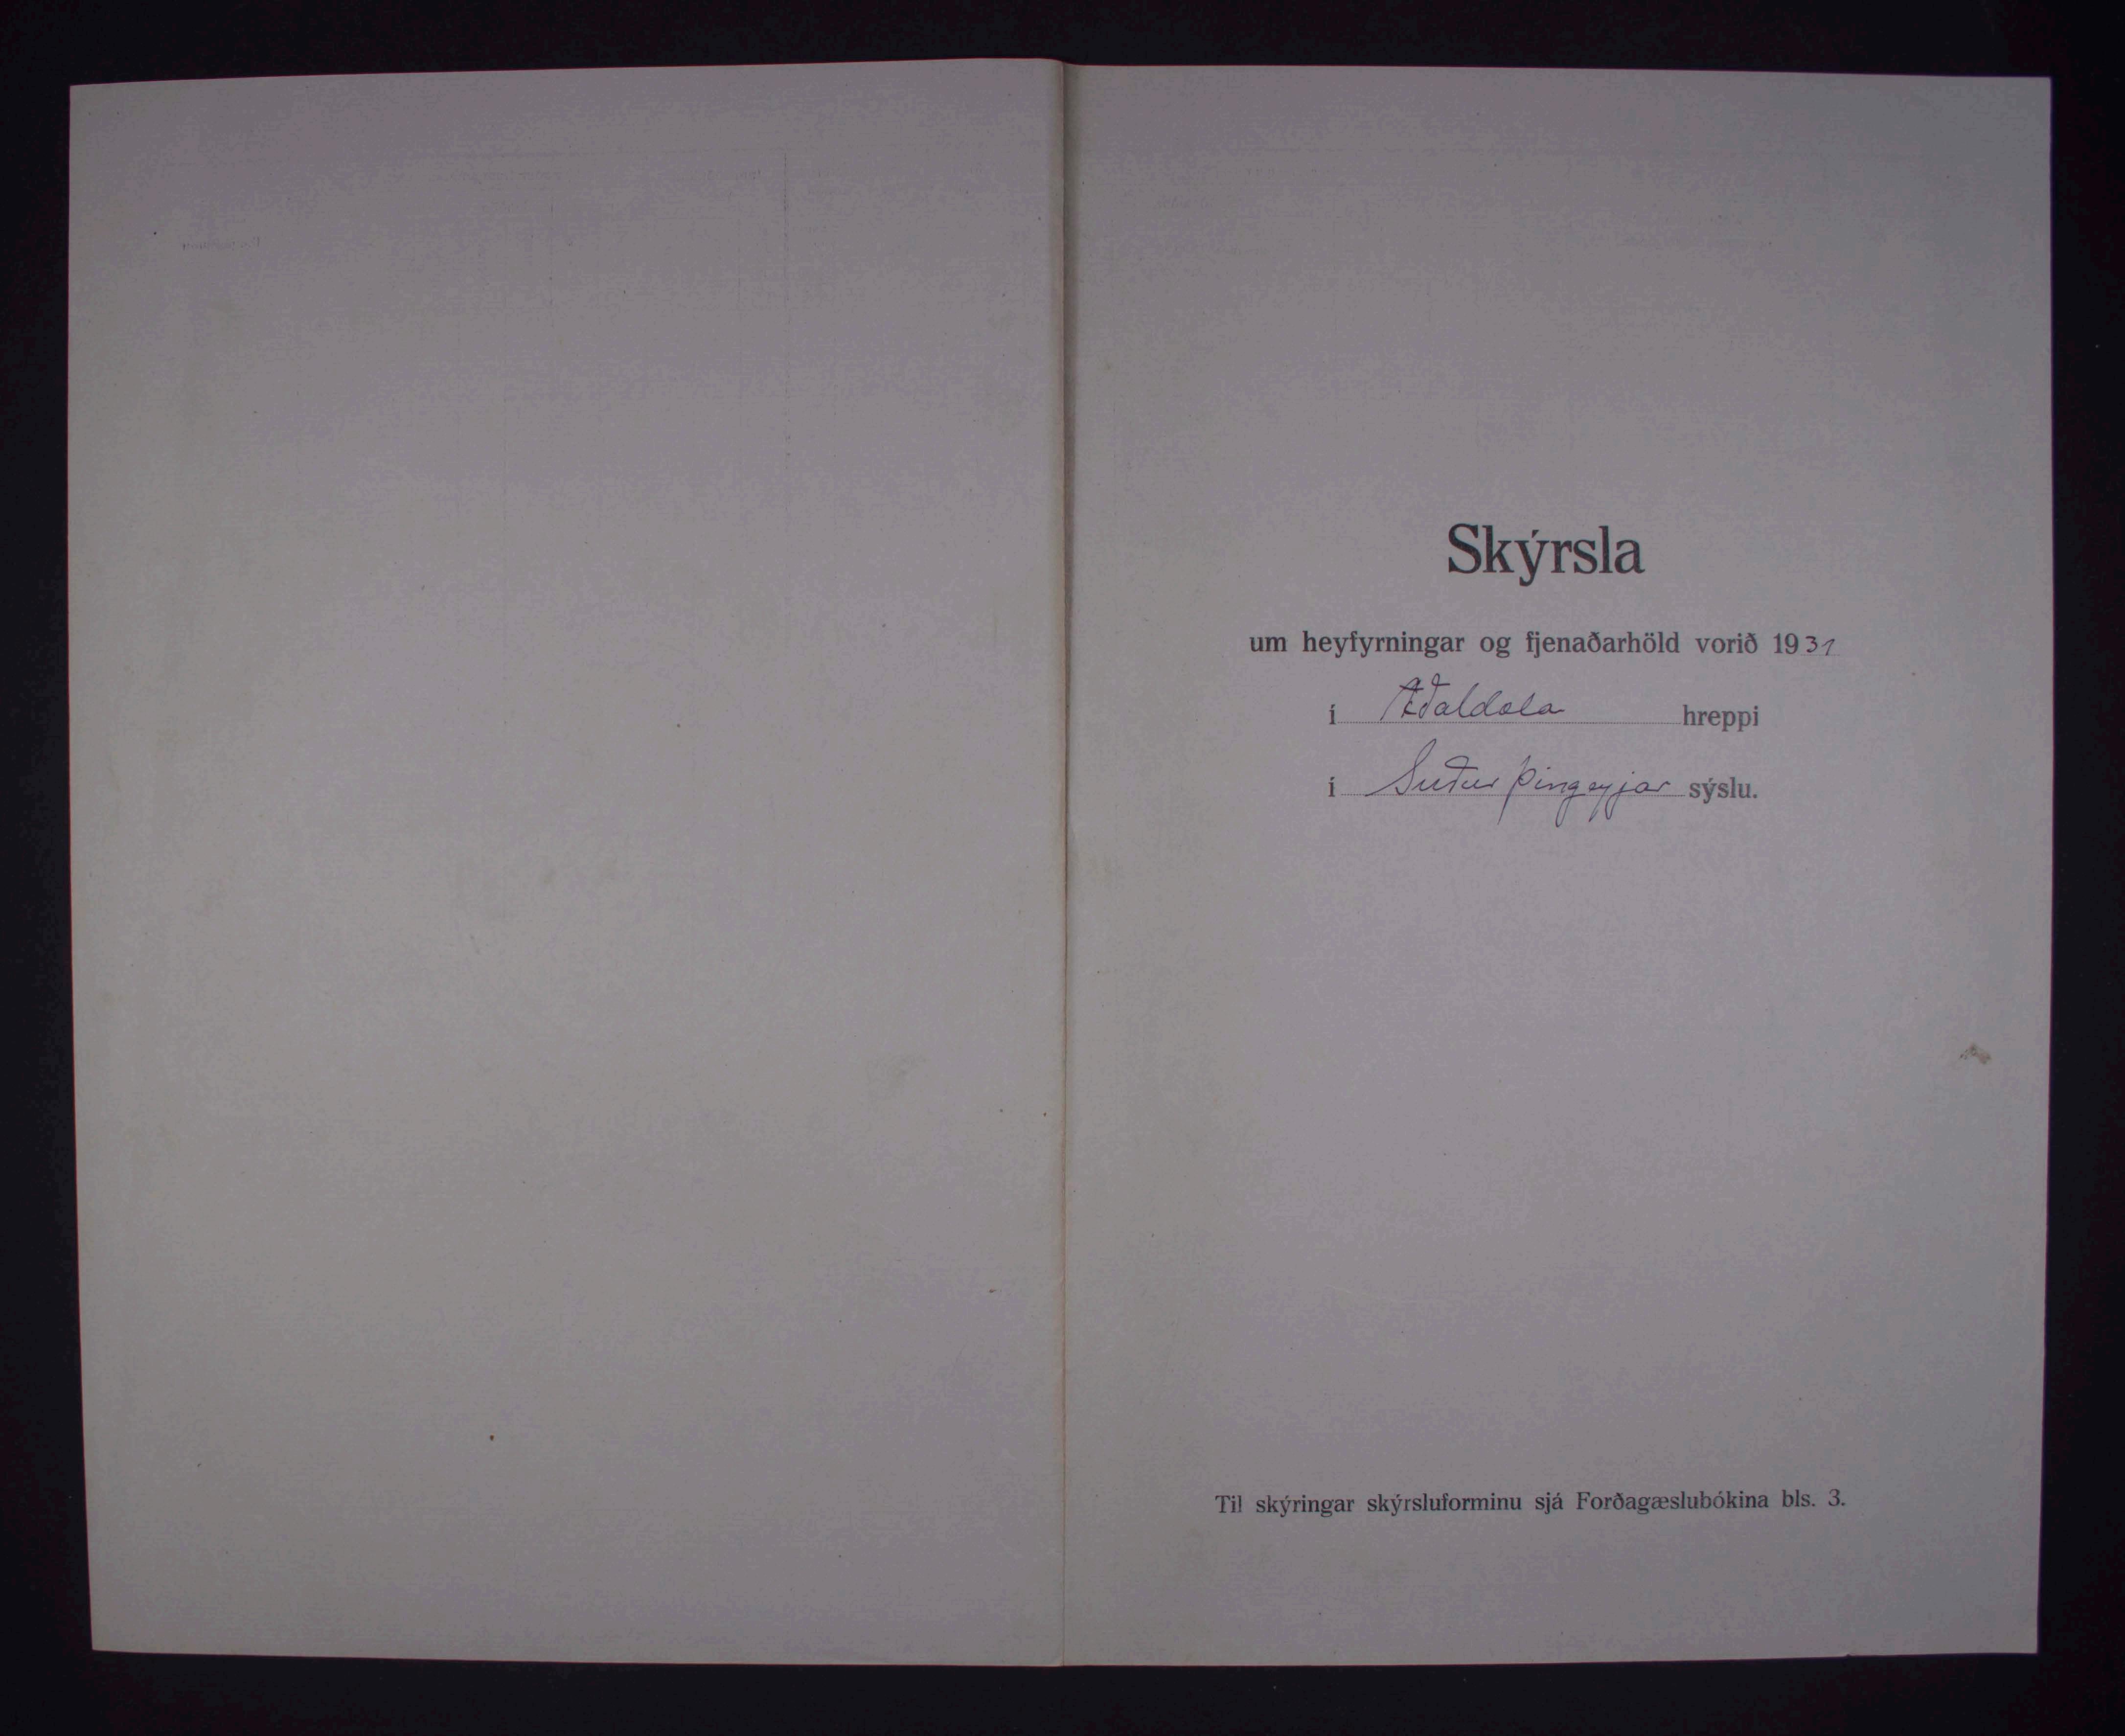 Skýrsla
um heyfyrningar og fjenaðarhöld vorið 1931
í Aðaldæla hreppi
í Suður Þingeyjar sýslu.
Til skýringar skýrsluforminu sjá Forðagæslubókina bls. 3.